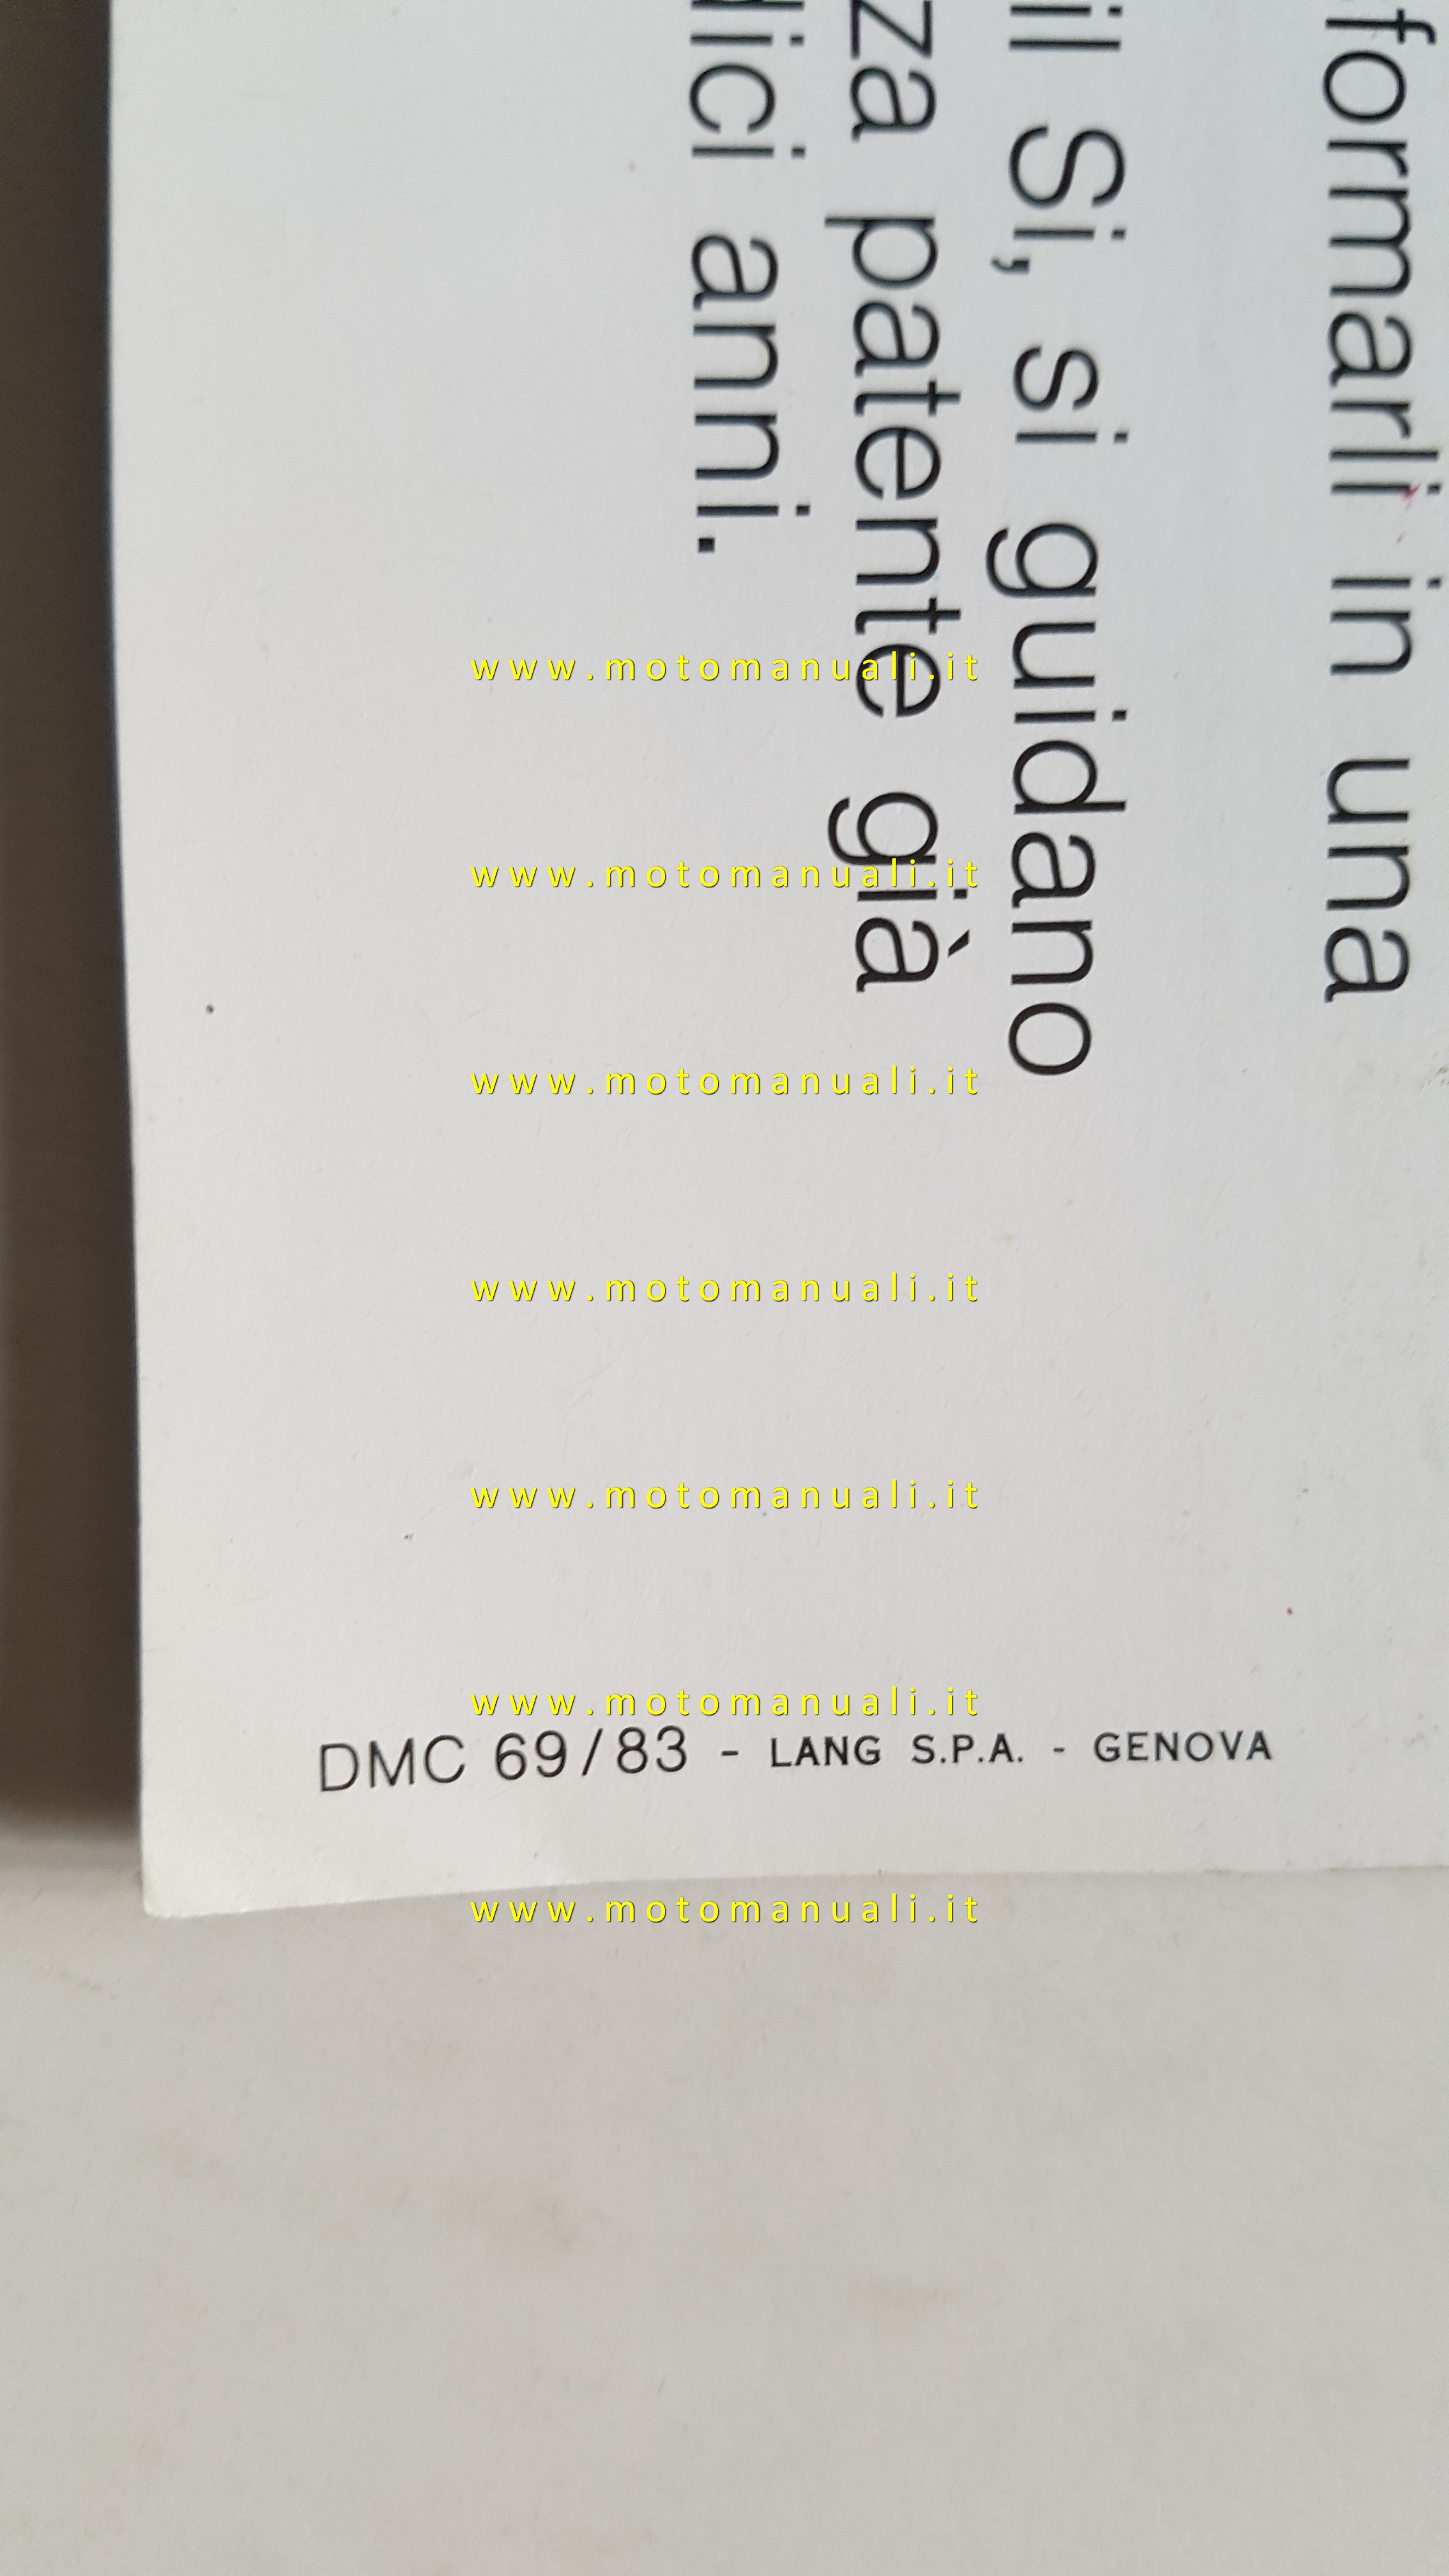 formarli in una
il Si, si guidano
za patente già
dici anni.
www.motomanuali.it
www.motomanuali.it
www.motomanuali.it
www.motomanuali.it
www.motomanuali.it
www.motomanuali.it
DMC 69/83 - LANG S.P.A. - GENOVA
www.motomanuali.it